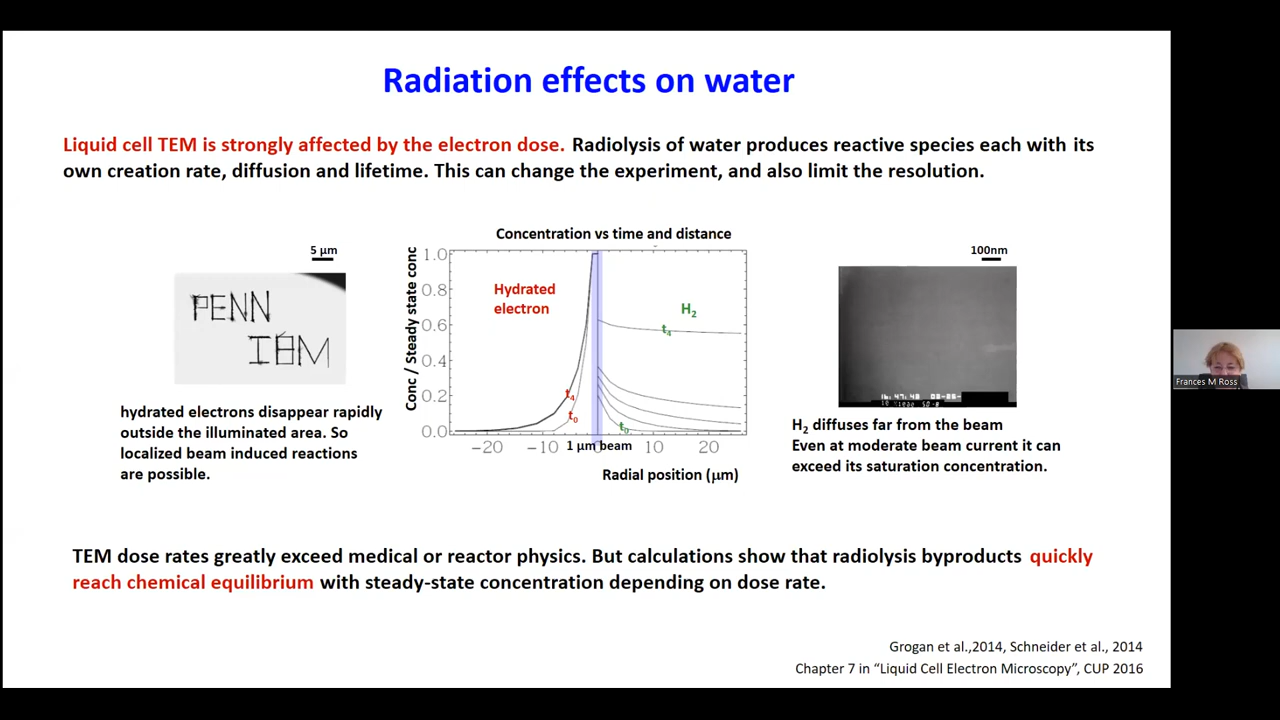 Radiation effects on water
Liquid cell TEM is strongly affected by the electron dose. Radiolysis of water produces reactive species each with its
own creation rate, diffusion and lifetime. This can change the experiment, and also limit the resolution.
5 μm
PENN
IBM
hydrated electrons disappear rapidly
outside the illuminated area. So
localized beam induced reactions
are possible.
Concentration vs time and distance
Conc / Steady state conc
1.0
0.8
0.6
0.4
0.2
0.0
Hydrated
electron
H2
t4
t4
t0
t0
−20
−10
1 μm beam
10
20
Radial position (μm)
100nm
H2 diffuses far from the beam
Even at moderate beam current it can
exceed its saturation concentration.
TEM dose rates greatly exceed medical or reactor physics. But calculations show that radiolysis byproducts quickly
reach chemical equilibrium with steady-state concentration depending on dose rate.
Grogan et al.,2014, Schneider et al., 2014
Chapter 7 in “Liquid Cell Electron Microscopy”, CUP 2016
Frances M Ross